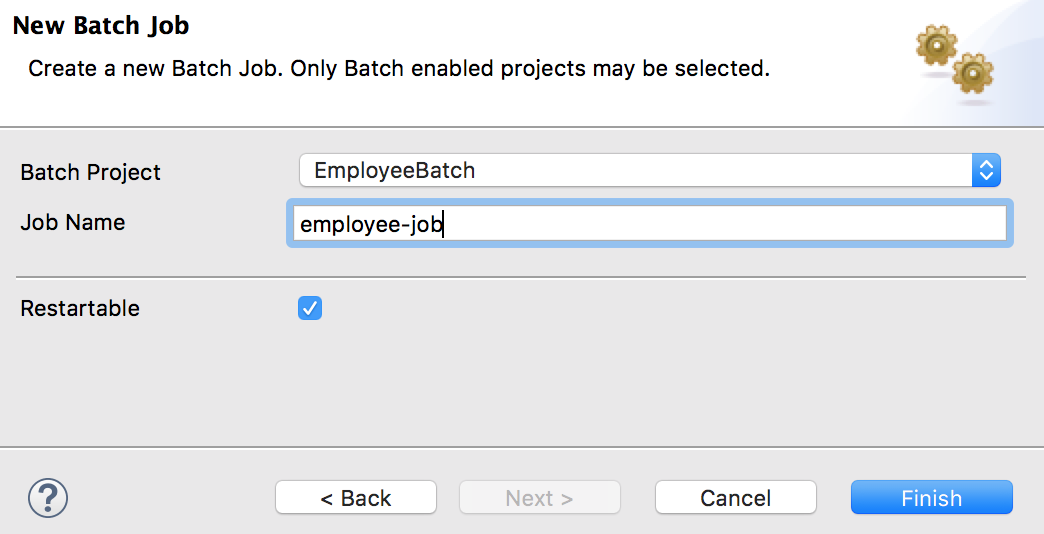 New Batch Job
Create a new Batch Job. Only Batch enabled projects may be selected.
Batch Project EmployeeBatch
Job Name employee-job
Restartable
? < Back Next > Cancel Finish